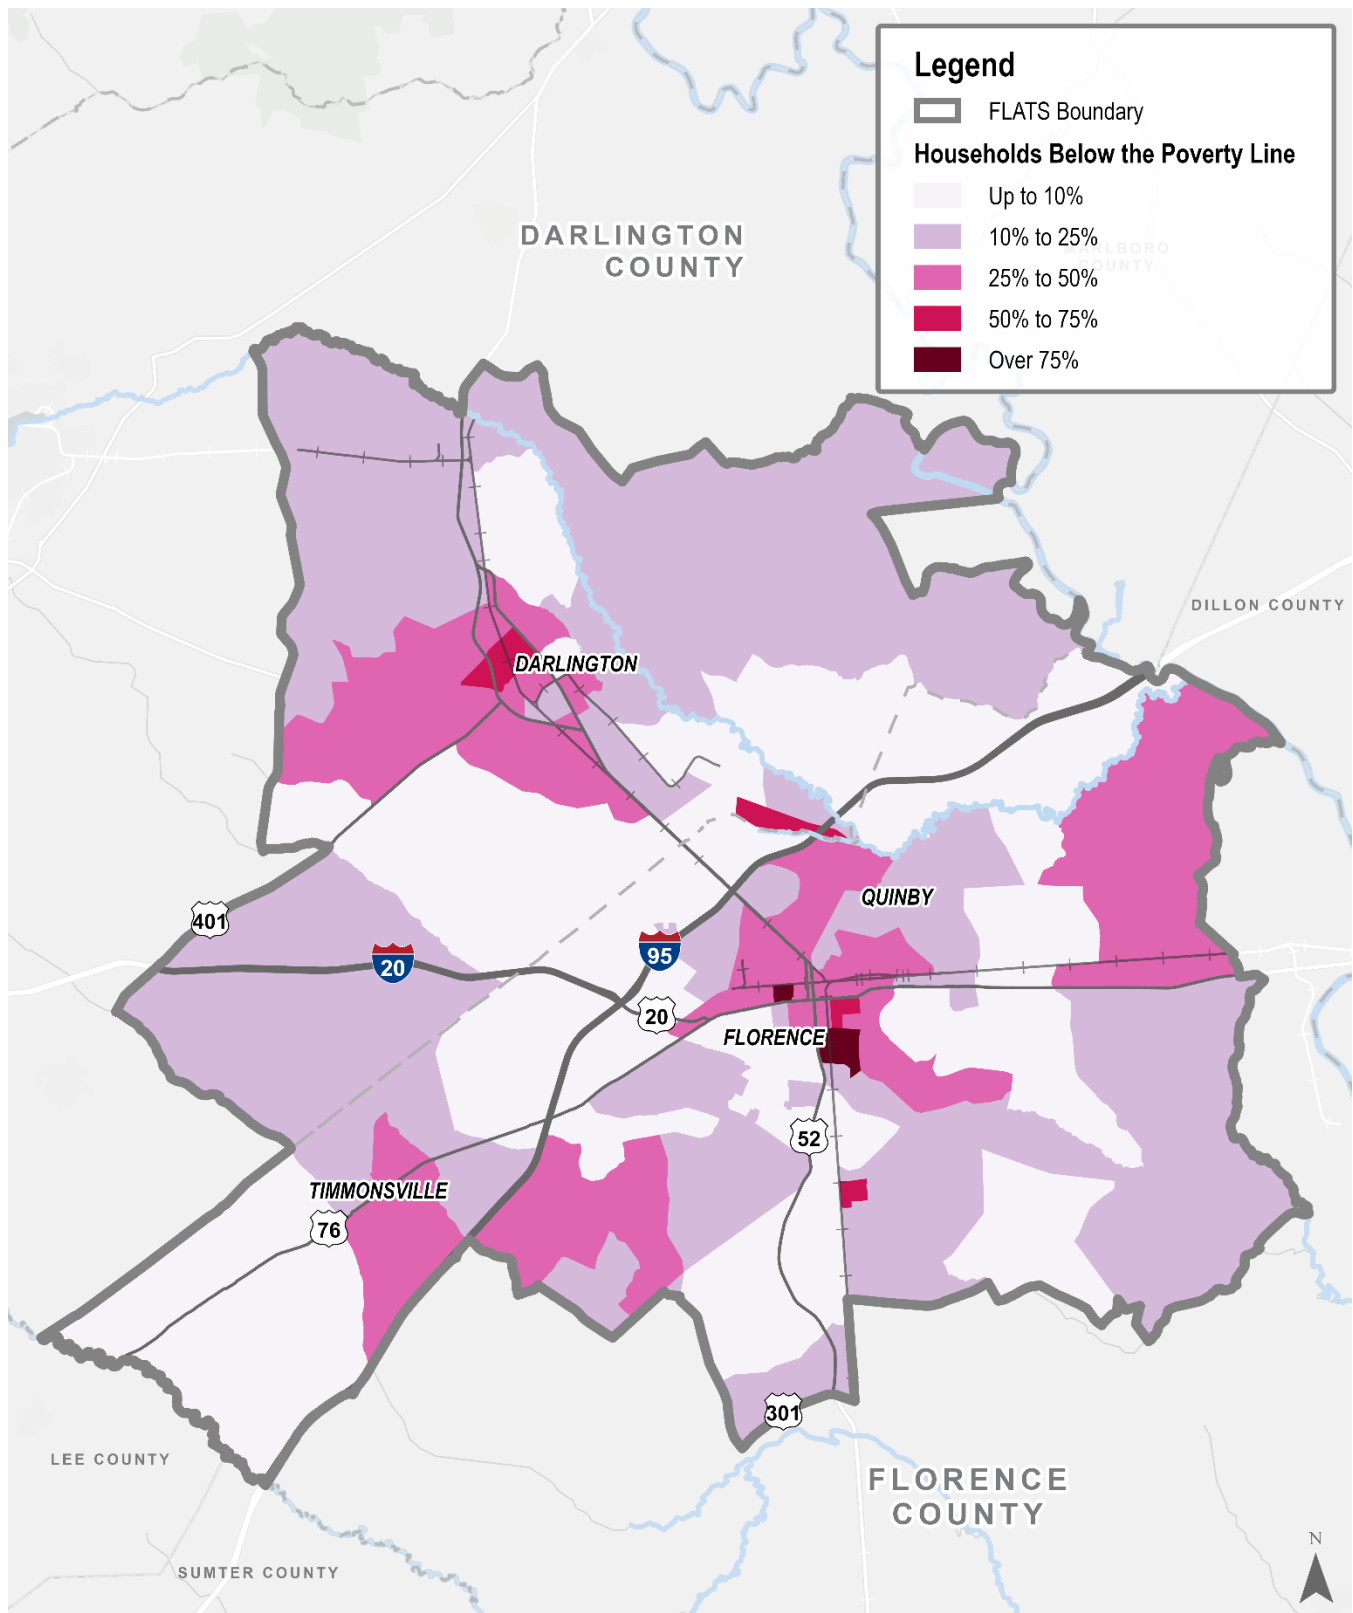 Legend
FLATS Boundary
Households Below the Poverty Line
Up to 10%
10% to 25%
25% to 50%
50% to 75%
Over 75%
MARLBORO
COUNTY
DARLINGTON
COUNTY
DILLON COUNTY
DARLINGTON
QUINBY
401
20
95
20
FLORENCE
52
TIMMONSVILLE
76
301
LEE COUNTY
FLORENCE
COUNTY
SUMTER COUNTY
N